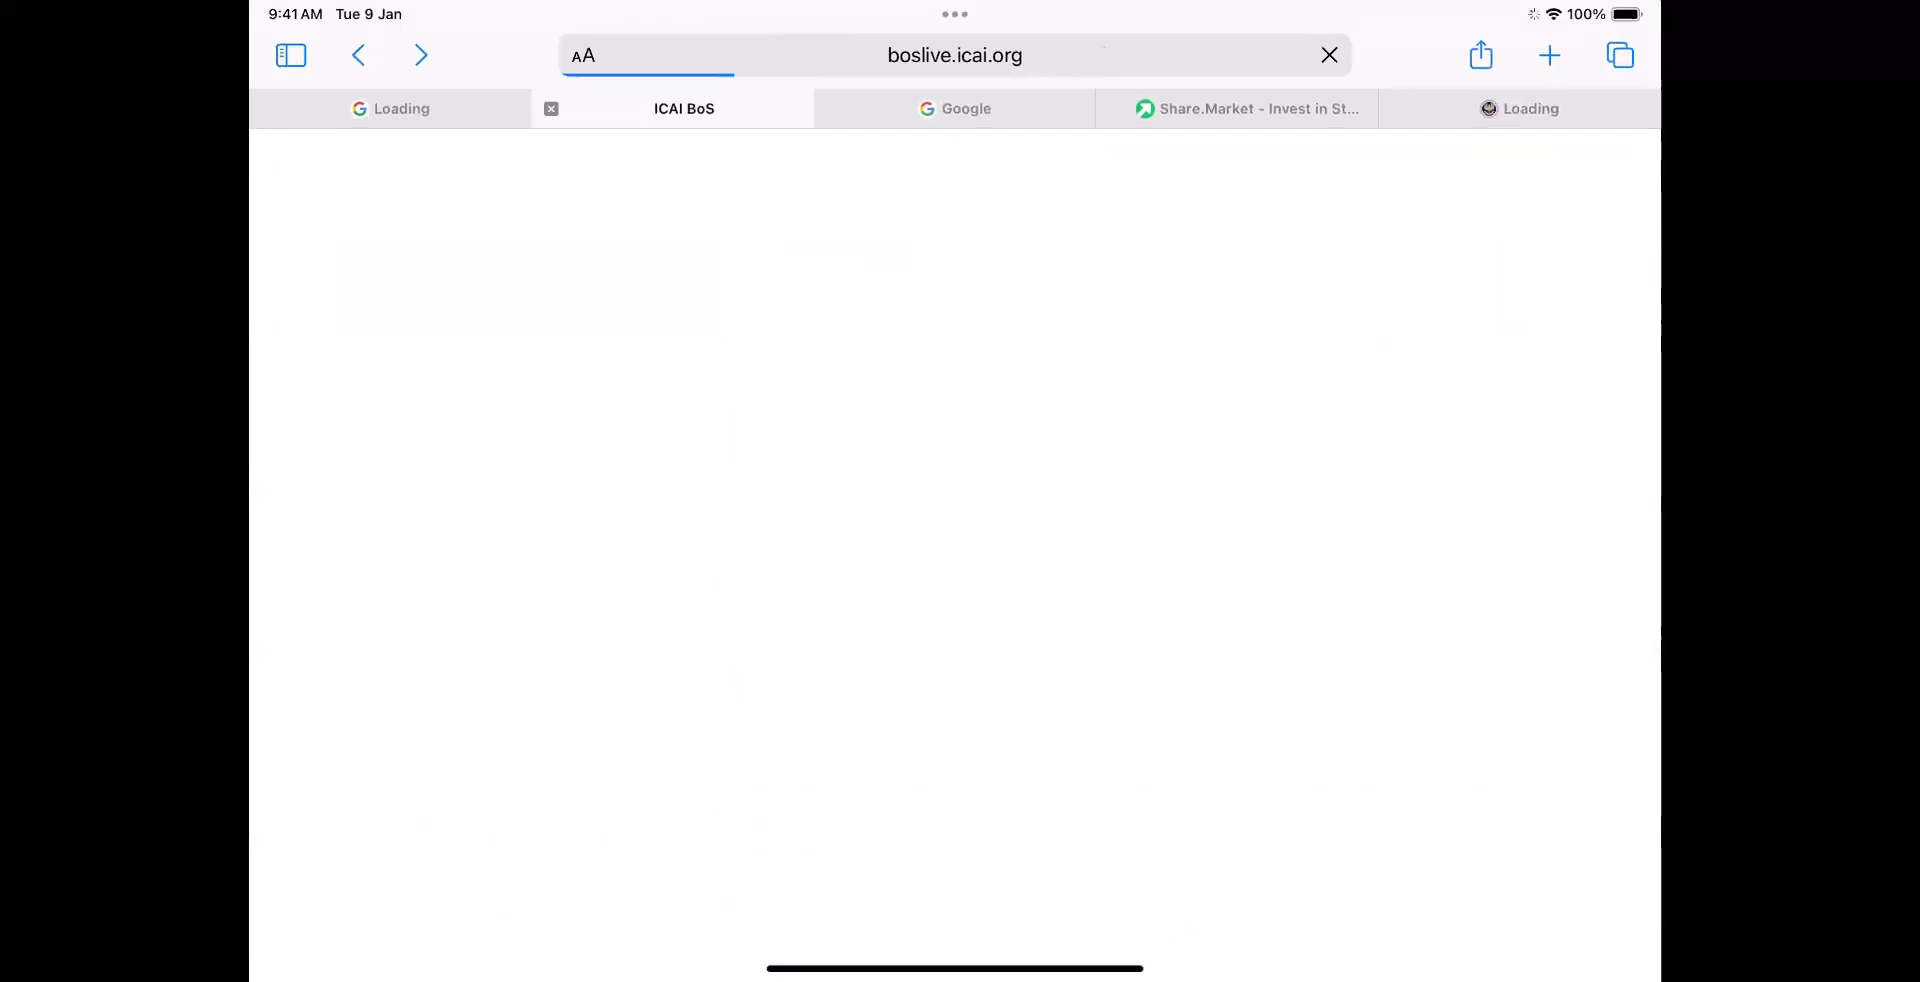 9:41 AM Tue 9 Jan 100%
AA boslive.icai.org
Loading ICAI BoS Google Share.Market - Invest in St... Loading